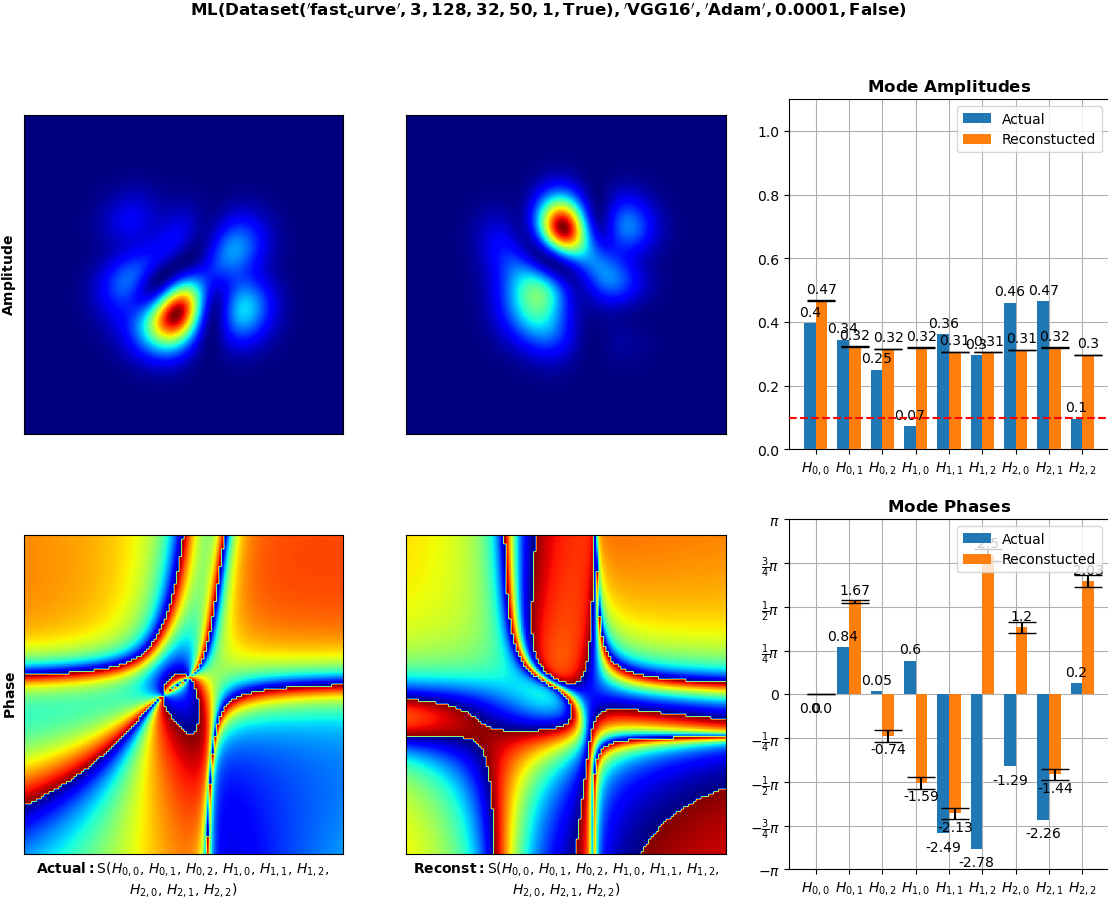 ML(Dataset('fast_curve', 3, 128, 32, 50, 1, True), 'VGG16', 'Adam', 0.0001, False)
Amplitude
Mode Amplitudes
Actual
Reconstucted
1.0
0.8
0.6
0.4
0.2
0.0
0.4
0.47
0.34
0.32
0.25
0.32
0.07
0.32
0.36
0.31
0.3
0.31
0.46
0.31
0.47
0.32
0.1
0.3
H0,0 H0,1 H0,2 H1,0 H1,1 H1,2 H2,0 H2,1 H2,2
Phase
Actual: S(H0,0, H0,1, H0,2, H1,0, H1,1, H1,2,
H2,0, H2,1, H2,2)
Reconst: S(H0,0, H0,1, H0,2, H1,0, H1,1, H1,2,
H2,0, H2,1, H2,2)
Mode Phases
Actual
Reconstucted
π
3/4π
1/2π
1/4π
0
−1/4π
−1/2π
−3/4π
−π
0.0
0.0
0.84
1.67
0.05
-0.74
0.6
-1.59
-2.49
-2.13
-2.78
2.5
-1.29
1.2
-2.26
-1.44
0.2
2.03
H0,0 H0,1 H0,2 H1,0 H1,1 H1,2 H2,0 H2,1 H2,2